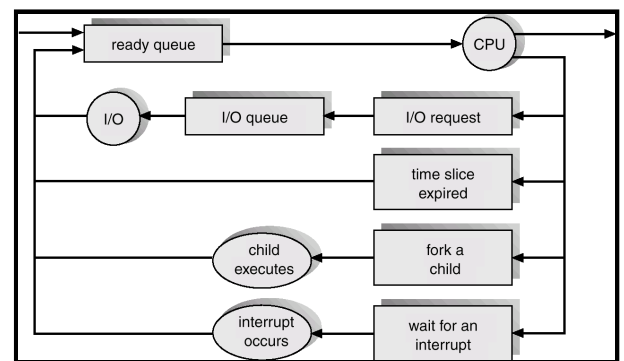 ready queue
CPU
I/O
I/O queue
I/O request
time slice
expired
child
executes
fork a
child
interrupt
occurs
wait for an
interrupt